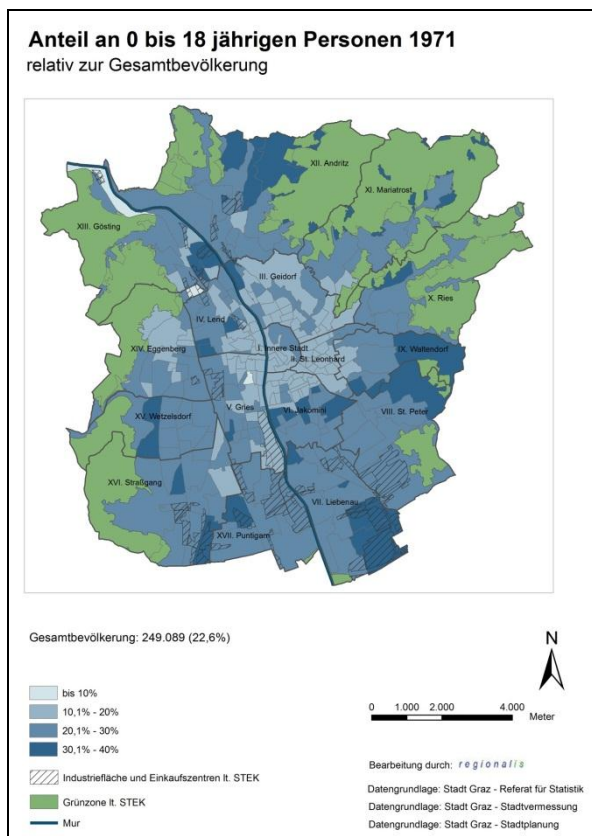 Anteil an 0 bis 18 jährigen Personen 1971
relativ zur Gesamtbevölkerung
XII. Andritz
XI. Mariatrost
XIII. Gösting
III. Geidorf
X. Ries
IV. Lend
I. Innere Stadt
IX. Waltendorf
XIV. Eggenberg
II. St. Leonhard
V. Gries
VI. Jakomini
VIII. St. Peter
XV. Wetzelsdorf
XVI. Straßgang
VII. Liebenau
XVII. Puntigam
Gesamtbevölkerung: 249.089 (22,6%)
N
bis 10%
10,1% - 20%
20,1% - 30%
30,1% - 40%
Industriefläche und Einkaufszentren lt. STEK
Grünzone lt. STEK
Mur
0 1.000 2.000 4.000
Meter
Bearbeitung durch: regionalis
Datengrundlage: Stadt Graz - Referat für Statistik
Datengrundlage: Stadt Graz - Stadtvermessung
Datengrundlage: Stadt Graz - Stadtplanung